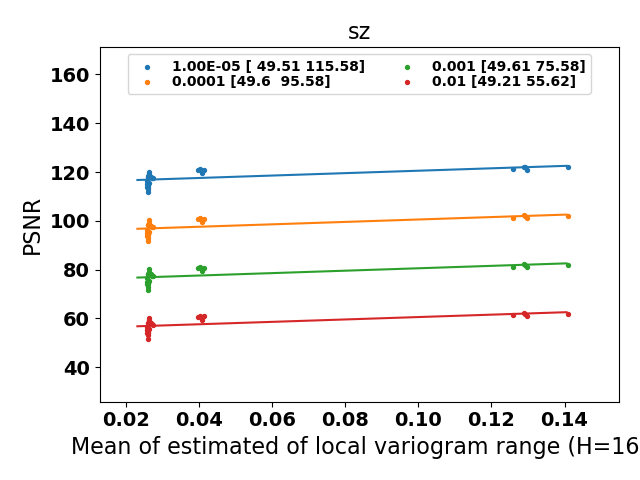 sz
1.00E-05 [ 49.51 115.58]
0.0001 [49.6  95.58]
0.001 [49.61 75.58]
0.01 [49.21 55.62]
PSNR
160
140
120
100
80
60
40
0.02 0.04 0.06 0.08 0.10 0.12 0.14
Mean of estimated of local variogram range (H=16